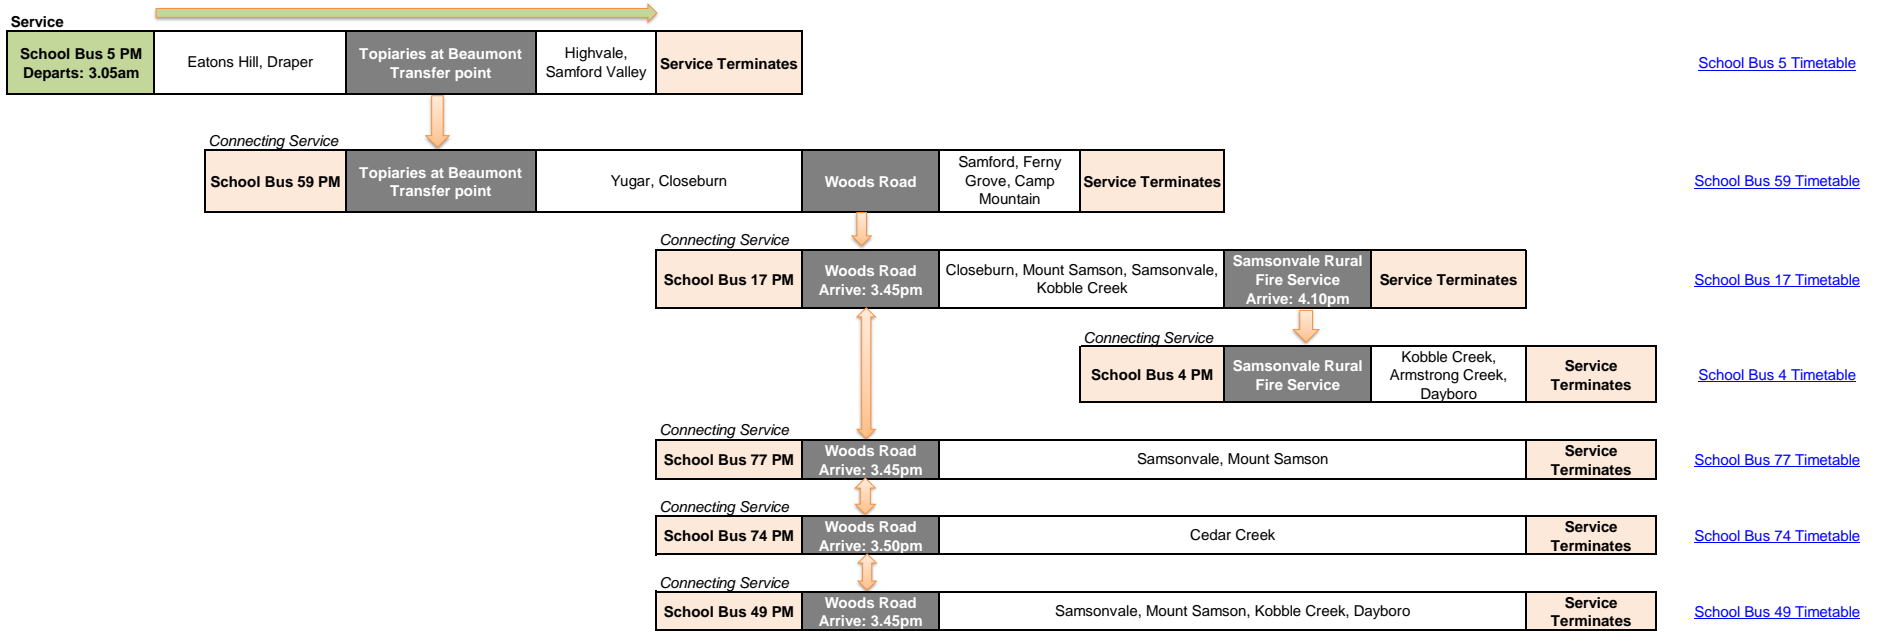 Service
School Bus 5 PM
Departs: 3.05am
Eatons Hill, Draper
Topiaries at Beaumont
Transfer point
Highvale,
Samford Valley
Service Terminates
School Bus 5 Timetable
Connecting Service
School Bus 59 PM
Topiaries at Beaumont
Transfer point
Yugar, Closeburn
Woods Road
Samford, Ferny
Grove, Camp
Mountain
Service Terminates
School Bus 59 Timetable
Connecting Service
School Bus 17 PM
Woods Road
Arrive: 3.45pm
Closeburn, Mount Samson, Samsonvale,
Kobble Creek
Samsonvale Rural
Fire Service
Arrive: 4.10pm
Service Terminates
School Bus 17 Timetable
Connecting Service
School Bus 4 PM
Samsonvale Rural
Fire Service
Kobble Creek,
Armstrong Creek,
Dayboro
Service
Terminates
School Bus 4 Timetable
Connecting Service
School Bus 77 PM
Woods Road
Arrive: 3.45pm
Samsonvale, Mount Samson
Service
Terminates
School Bus 77 Timetable
Connecting Service
School Bus 74 PM
Woods Road
Arrive: 3.50pm
Cedar Creek
Service
Terminates
School Bus 74 Timetable
Connecting Service
School Bus 49 PM
Woods Road
Arrive: 3.45pm
Samsonvale, Mount Samson, Kobble Creek, Dayboro
Service
Terminates
School Bus 49 Timetable